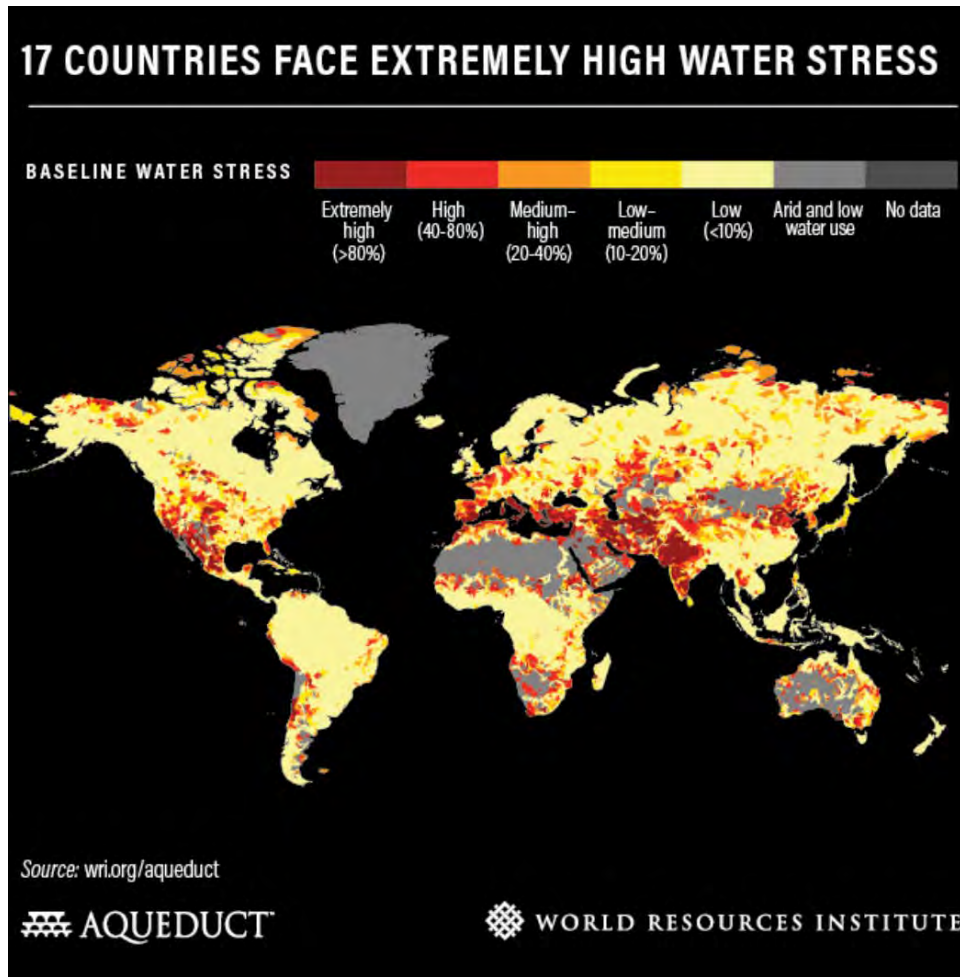 17 COUNTRIES FACE EXTREMELY HIGH WATER STRESS
BASELINE WATER STRESS
Extremely
high
(>80%)
High
(40-80%)
Medium–
high
(20-40%)
Low–
medium
(10-20%)
Low
(<10%)
Arid and low
water use
No data
Source: wri.org/aqueduct
AQUEDUCT
WORLD RESOURCES INSTITUTE